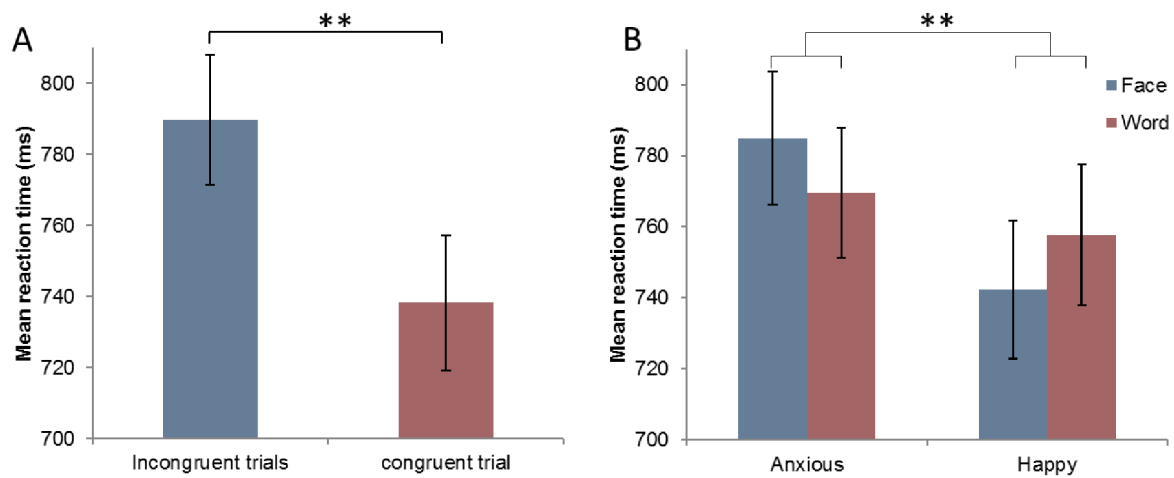 A
**
Mean reaction time (ms)
800
780
760
740
720
700
Incongruent trials
congruent trial
B
**
Mean reaction time (ms)
800
780
760
740
720
700
Face
Word
Anxious
Happy